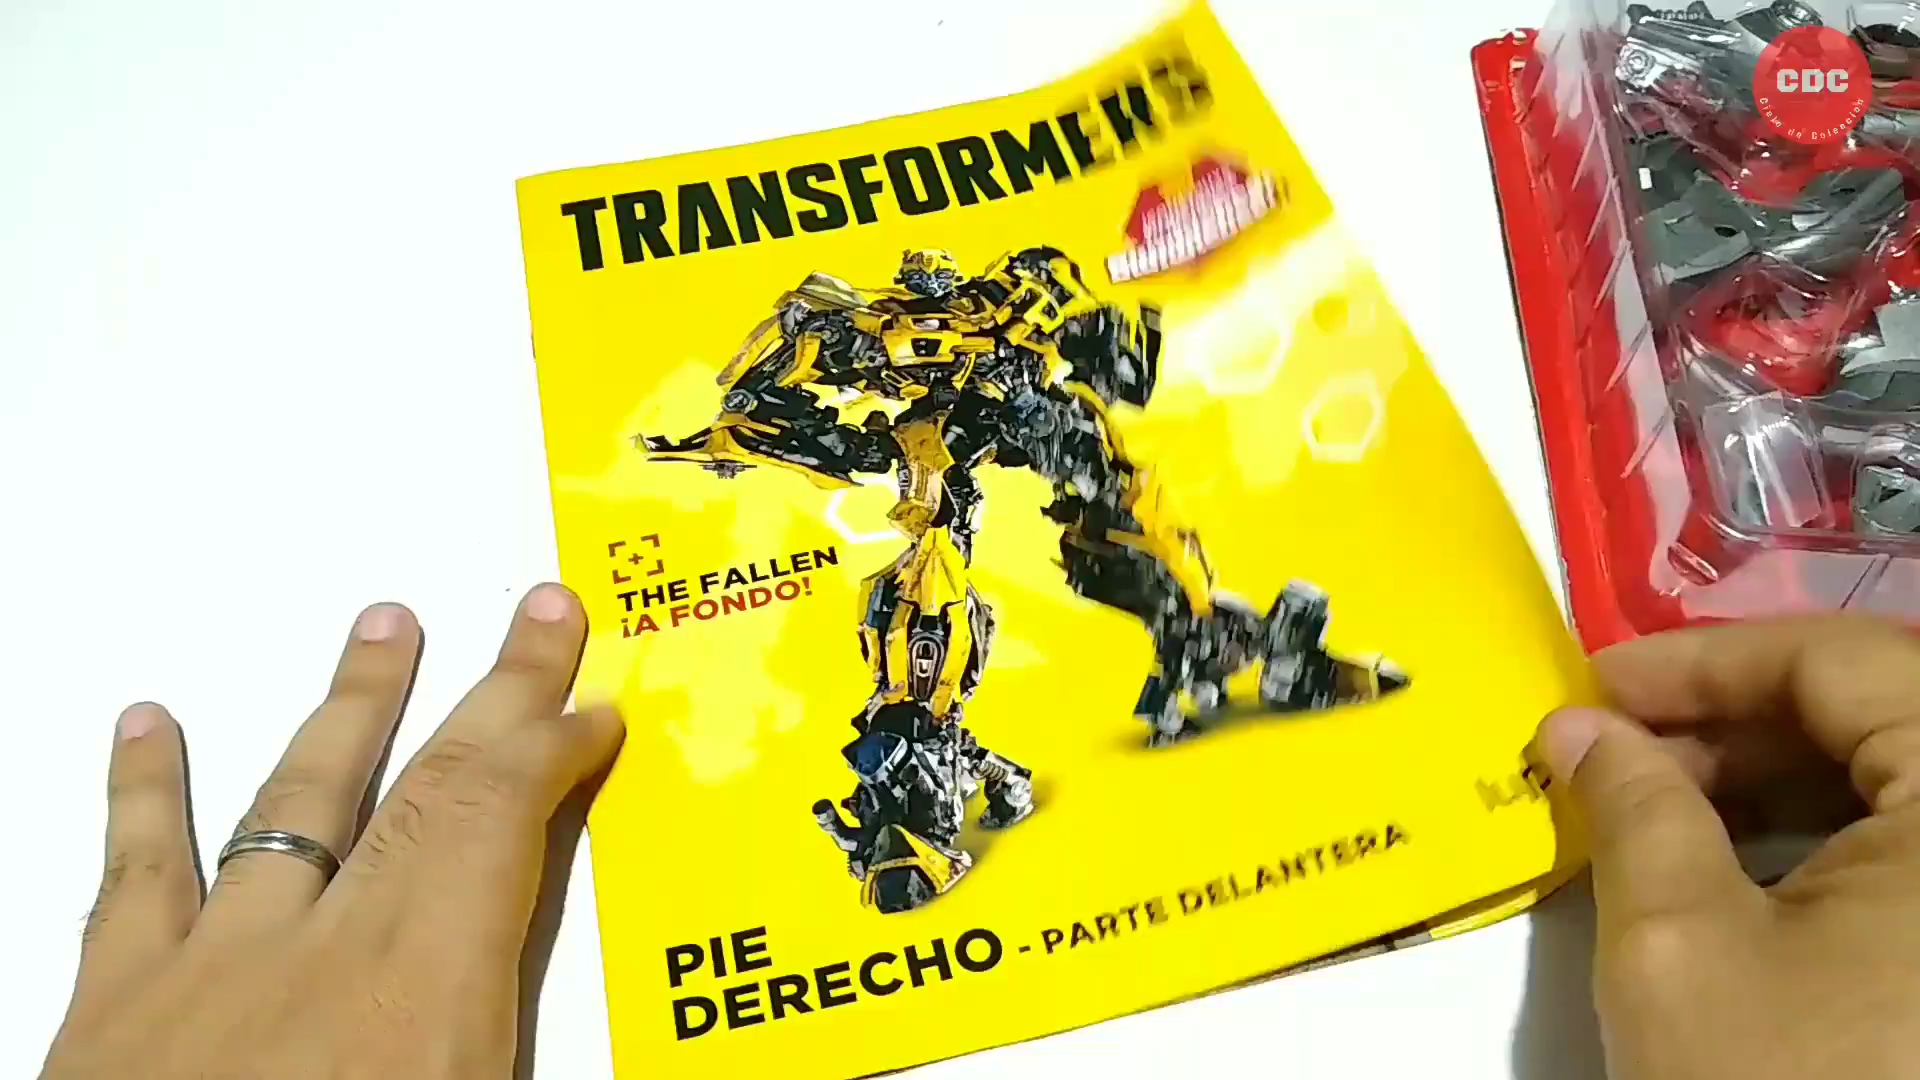 TRANSFORMERS
THE FALLEN
¡A FONDO!
PIE
DERECHO - PARTE DELANTERA
CDC